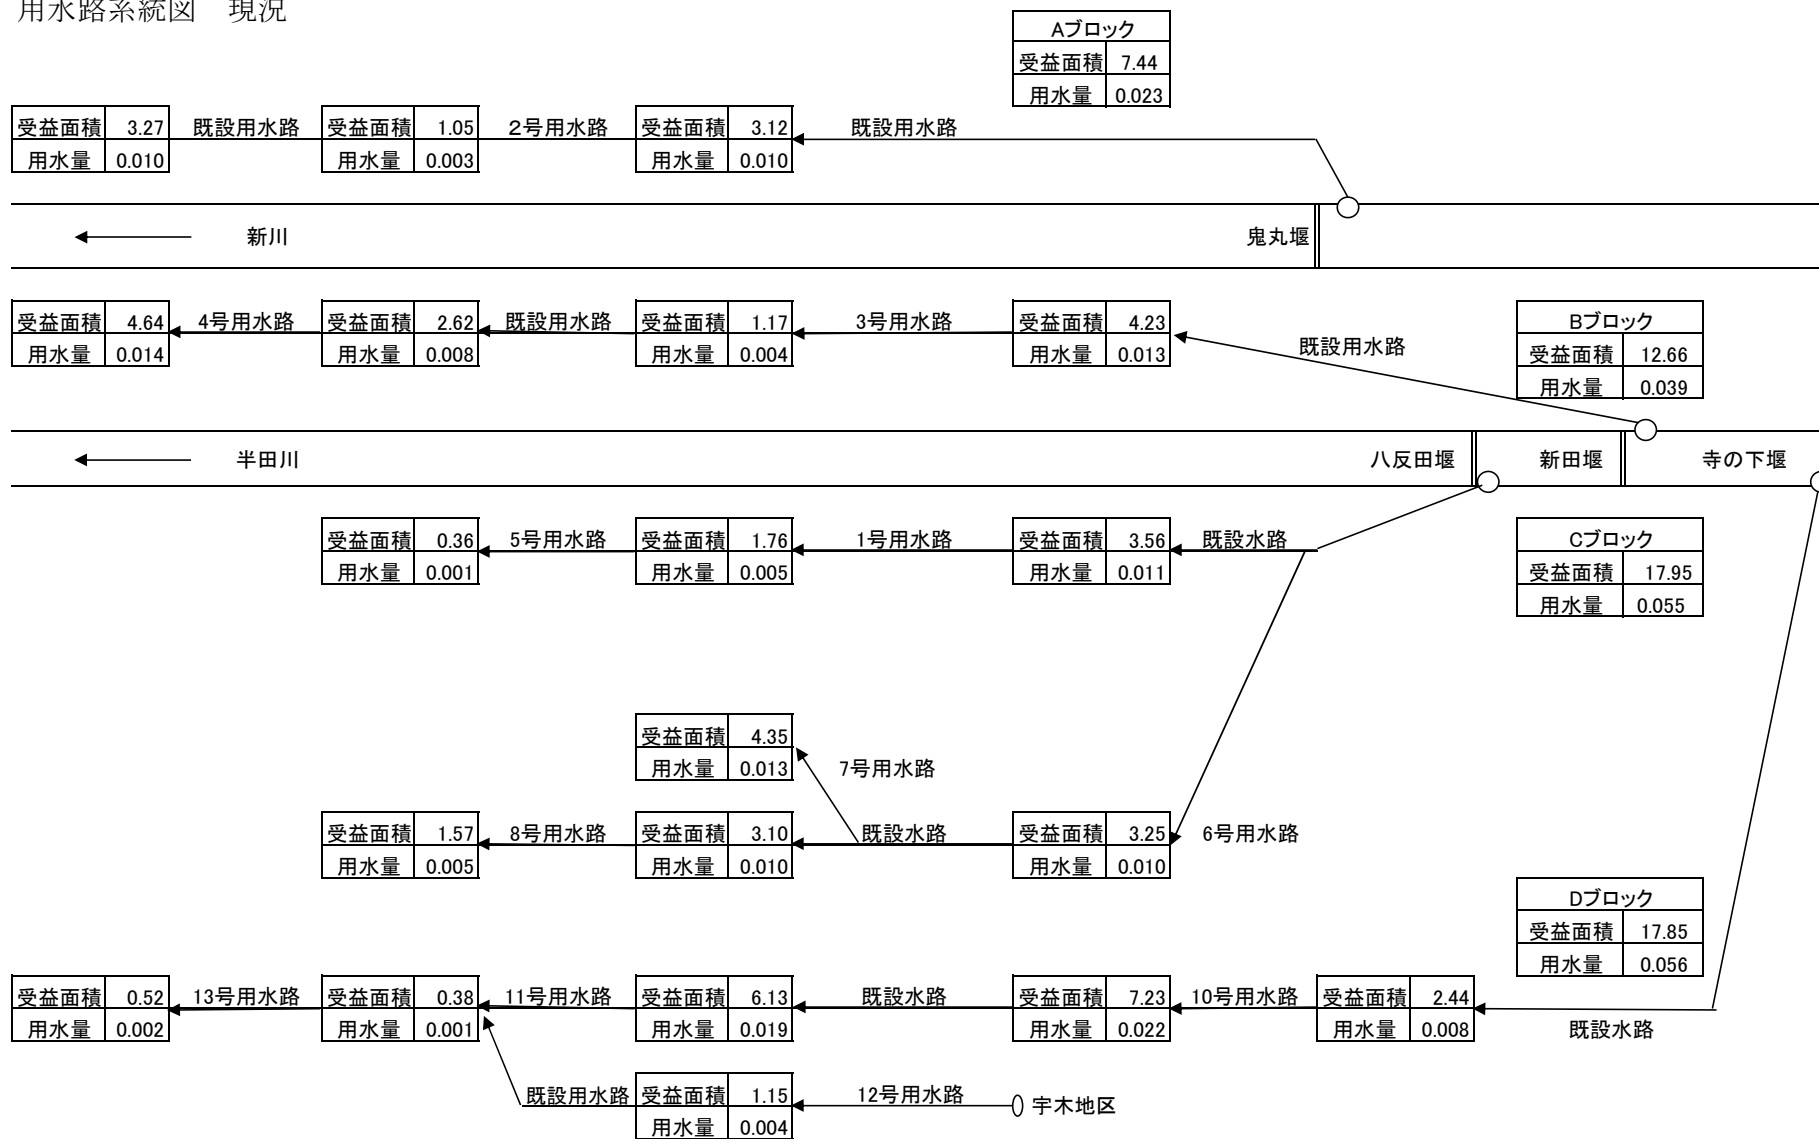 用水路系統図　現況
Aブロック
受益面積 7.44
用水量 0.023
受益面積 3.27 既設用水路 受益面積 1.05 2号用水路 受益面積 3.12 既設用水路
用水量 0.010 用水量 0.003 用水量 0.010
新川 鬼丸堰
受益面積 4.64 4号用水路 受益面積 2.62 既設用水路 受益面積 1.17 3号用水路 受益面積 4.23
用水量 0.014 用水量 0.008 用水量 0.004 用水量 0.013
既設用水路
Bブロック
受益面積 12.66
用水量 0.039
半田川 八反田堰 新田堰 寺の下堰
受益面積 0.36 5号用水路 受益面積 1.76 1号用水路 受益面積 3.56 既設水路
用水量 0.001 用水量 0.005 用水量 0.011
Cブロック
受益面積 17.95
用水量 0.055
受益面積 4.35
用水量 0.013 7号用水路
受益面積 1.57 8号用水路 受益面積 3.10 既設水路 受益面積 3.25 6号用水路
用水量 0.005 用水量 0.010 用水量 0.010
Dブロック
受益面積 17.85
用水量 0.056
受益面積 0.52 13号用水路 受益面積 0.38 11号用水路 受益面積 6.13 既設水路 受益面積 7.23 10号用水路 受益面積 2.44
用水量 0.002 用水量 0.001 用水量 0.019 用水量 0.022 用水量 0.008 既設水路
既設用水路 受益面積 1.15 12号用水路 宇木地区
用水量 0.004